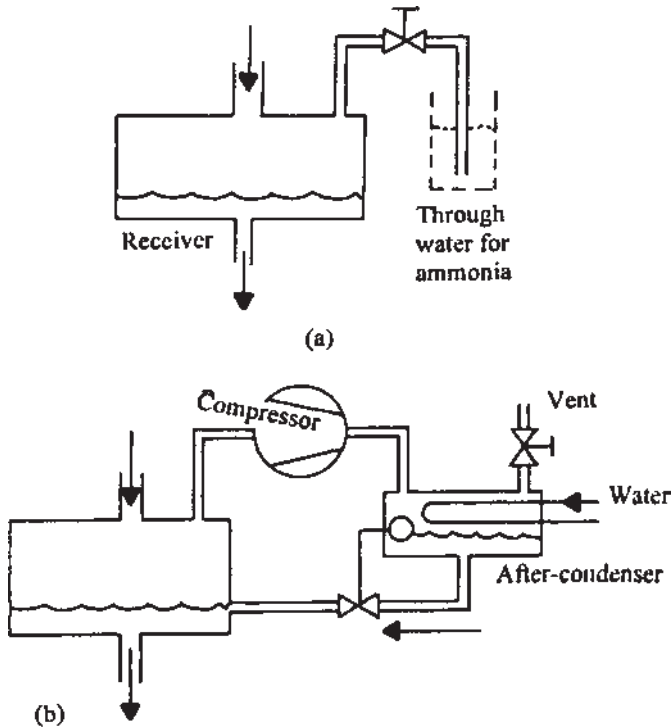 Receiver
Through
water for
ammonia
(a)
Compressor
Vent
Water
After-condenser
(b)